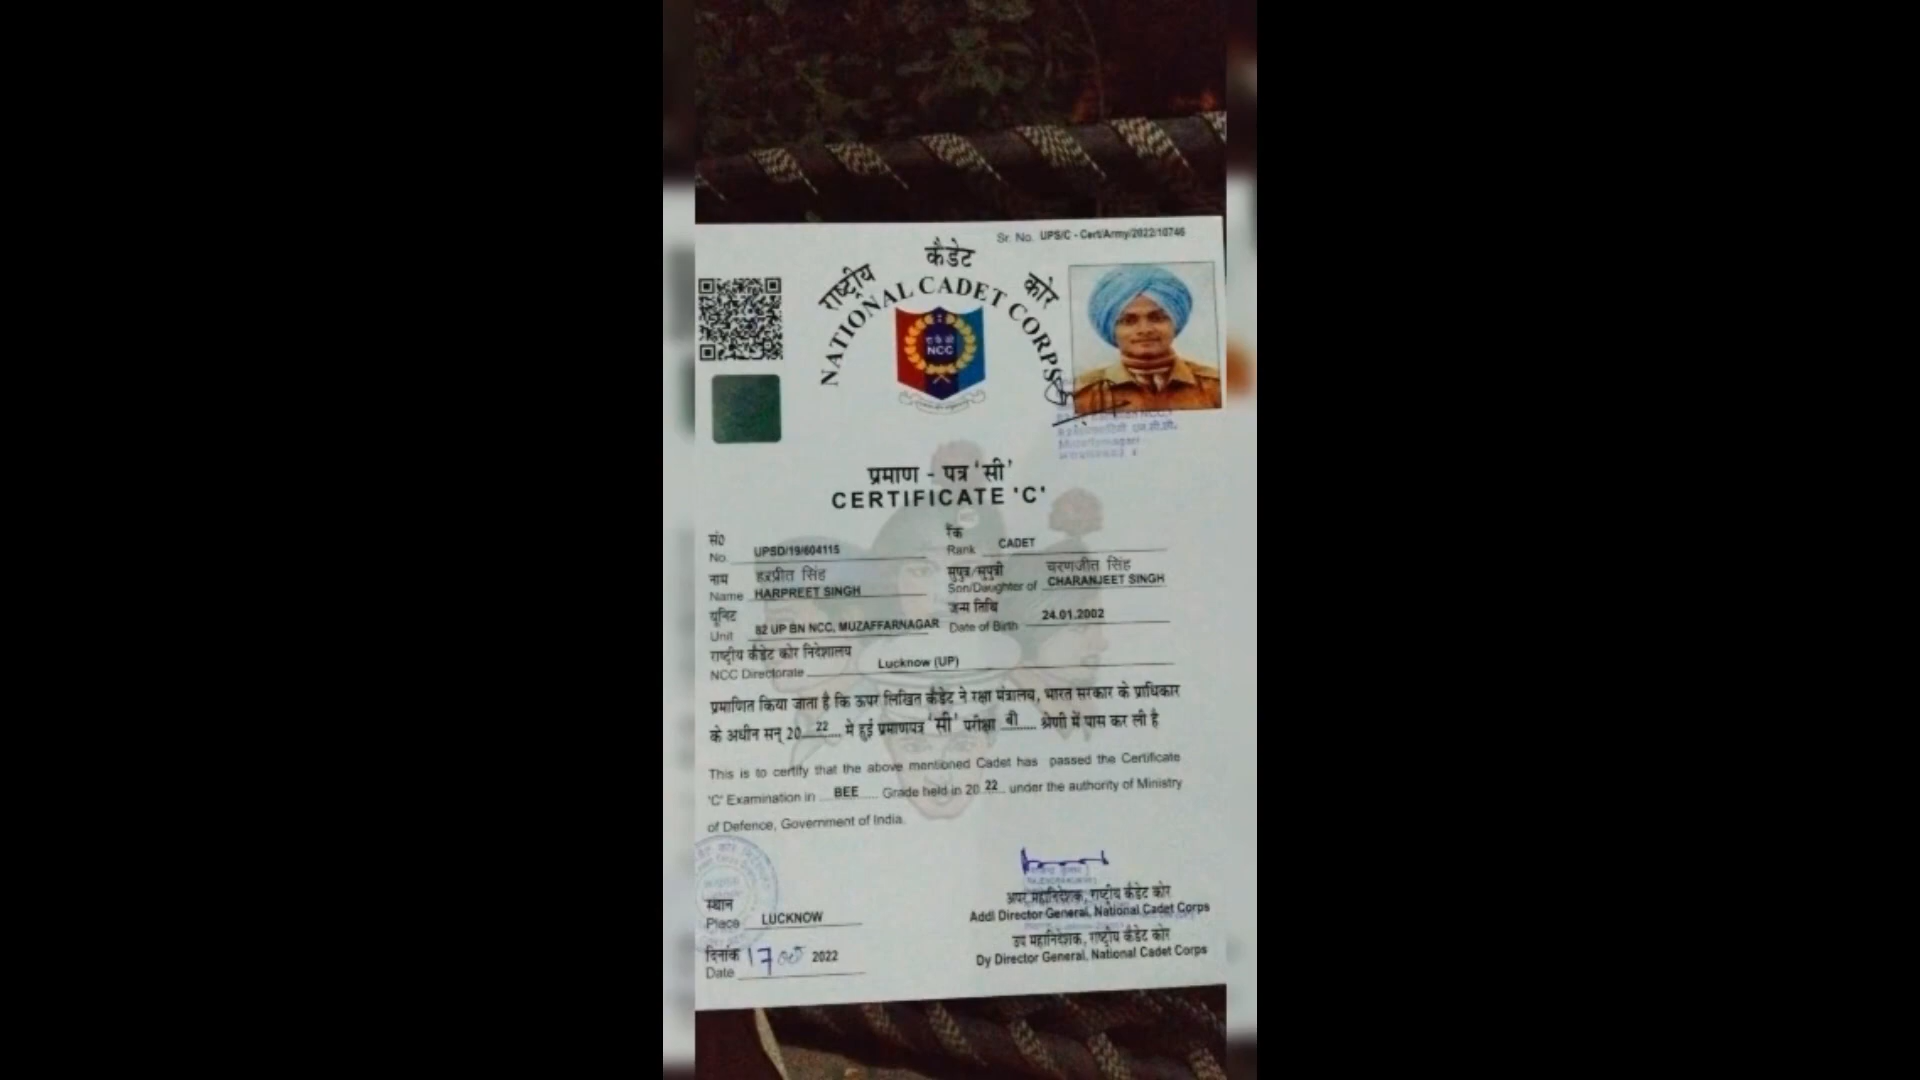 Sr. No. UPS/C - Cert/Army/2022/10746
राष्ट्रीय कैडेट कोर
NATIONAL CADET CORPS
NCC
प्रमाण - पत्र 'सी'
CERTIFICATE 'C'
सं०
No. UPSD/19/604115
रैंक
Rank CADET
नाम हरप्रीत सिंह
Name HARPREET SINGH
सुपुत्र/सुपुत्री चरणजीत सिंह
Son/Daughter of CHARANJEET SINGH
यूनिट
Unit 82 UP BN NCC, MUZAFFARNAGAR
जन्म तिथि
Date of Birth 24.01.2002
राष्ट्रीय कैडेट कोर निदेशालय
NCC Directorate Lucknow (UP)
प्रमाणित किया जाता है कि ऊपर लिखित कैडेट ने रक्षा मंत्रालय, भारत सरकार के प्राधिकार
के अधीन सन् 20 22 मे हुई प्रमाणपत्र 'सी' परीक्षा बी श्रेणी में पास कर ली है
This is to certify that the above mentioned Cadet has passed the Certificate
'C' Examination in BEE Grade held in 20 22 under the authority of Ministry
of Defence, Government of India.
स्थान
Place LUCKNOW
दिनांक
Date 17 Oct 2022
अपर महानिदेशक, राष्ट्रीय कैडेट कोर
Addl Director General, National Cadet Corps
उप महानिदेशक, राष्ट्रीय कैडेट कोर
Dy Director General, National Cadet Corps